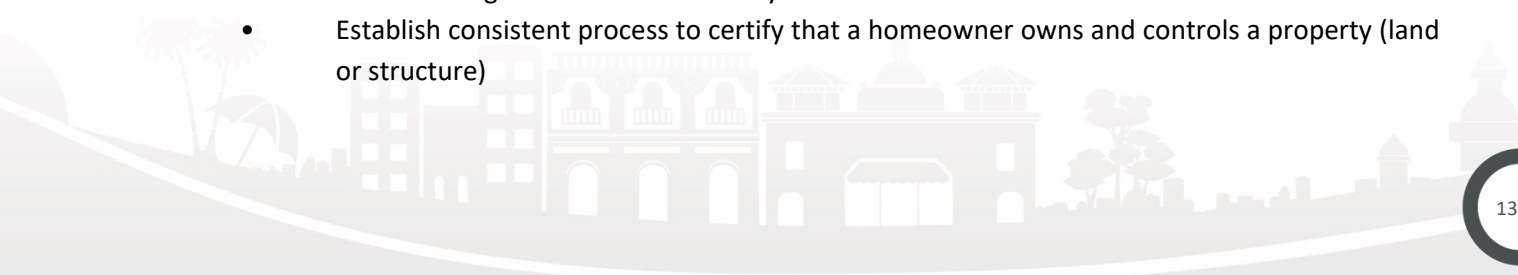 • Establish consistent process to certify that a homeowner owns and controls a property (land
or structure)
13